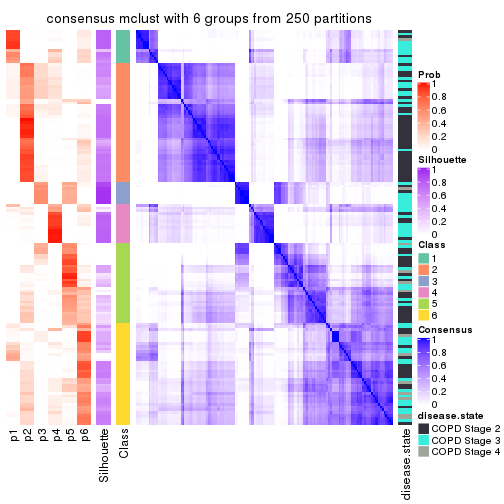 consensus mclust with 6 groups from 250 partitions
Prob
1
0.8
0.6
0.4
0.2
0
Silhouette
1
0.8
0.6
0.4
0.2
0
Class
1
2
3
4
5
6
Consensus
1
0.8
0.6
0.4
0.2
0
disease.state
COPD Stage 2
COPD Stage 3
COPD Stage 4
p1
p2
p3
p4
p5
p6
Silhouette
Class
disease.state